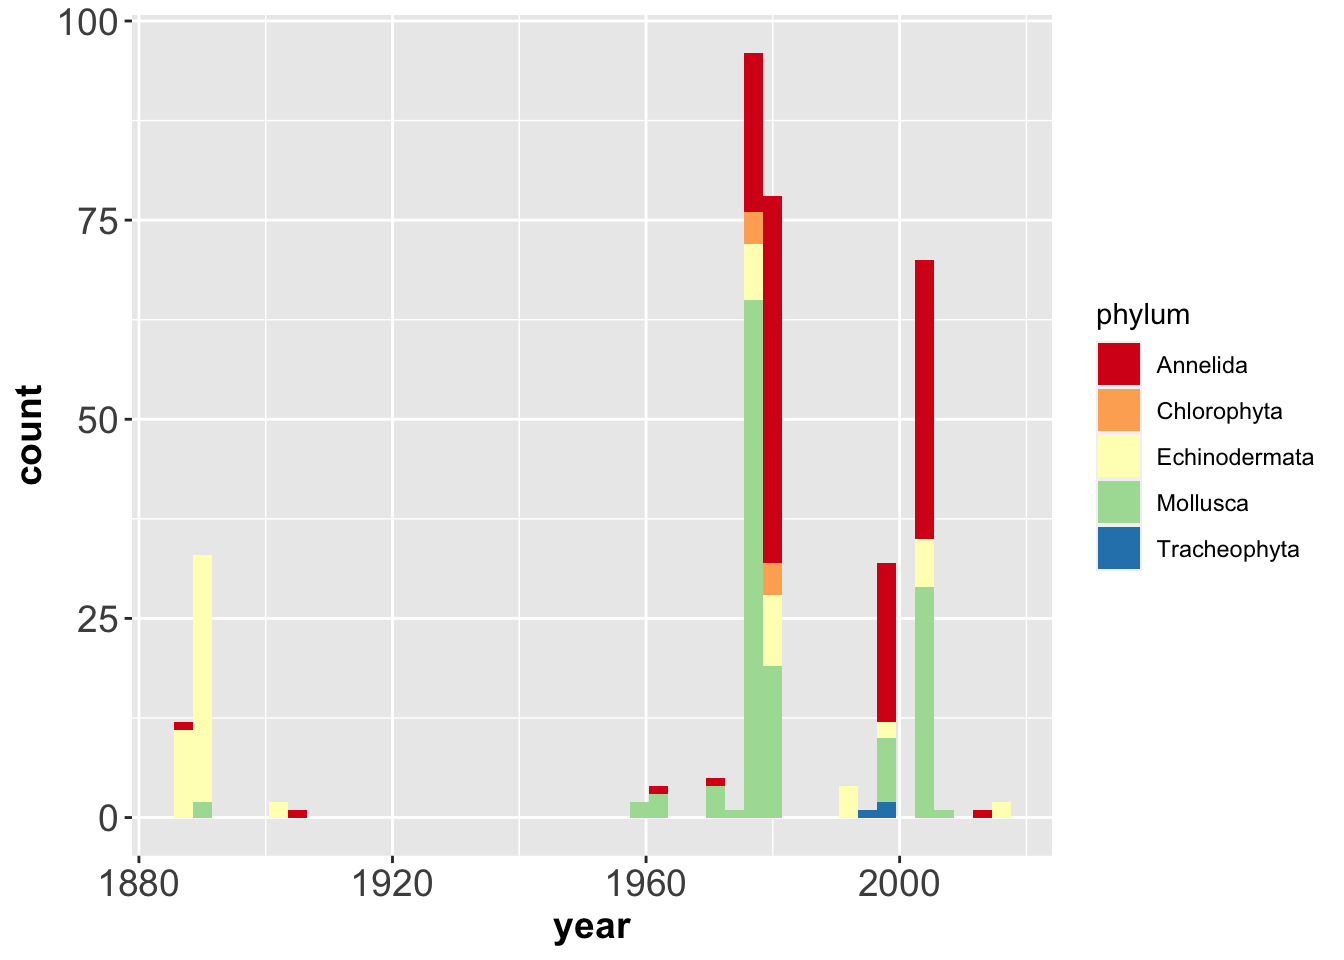 100
75
50
25
0
count
1880 1920 1960 2000
year
phylum
Annelida
Chlorophyta
Echinodermata
Mollusca
Tracheophyta